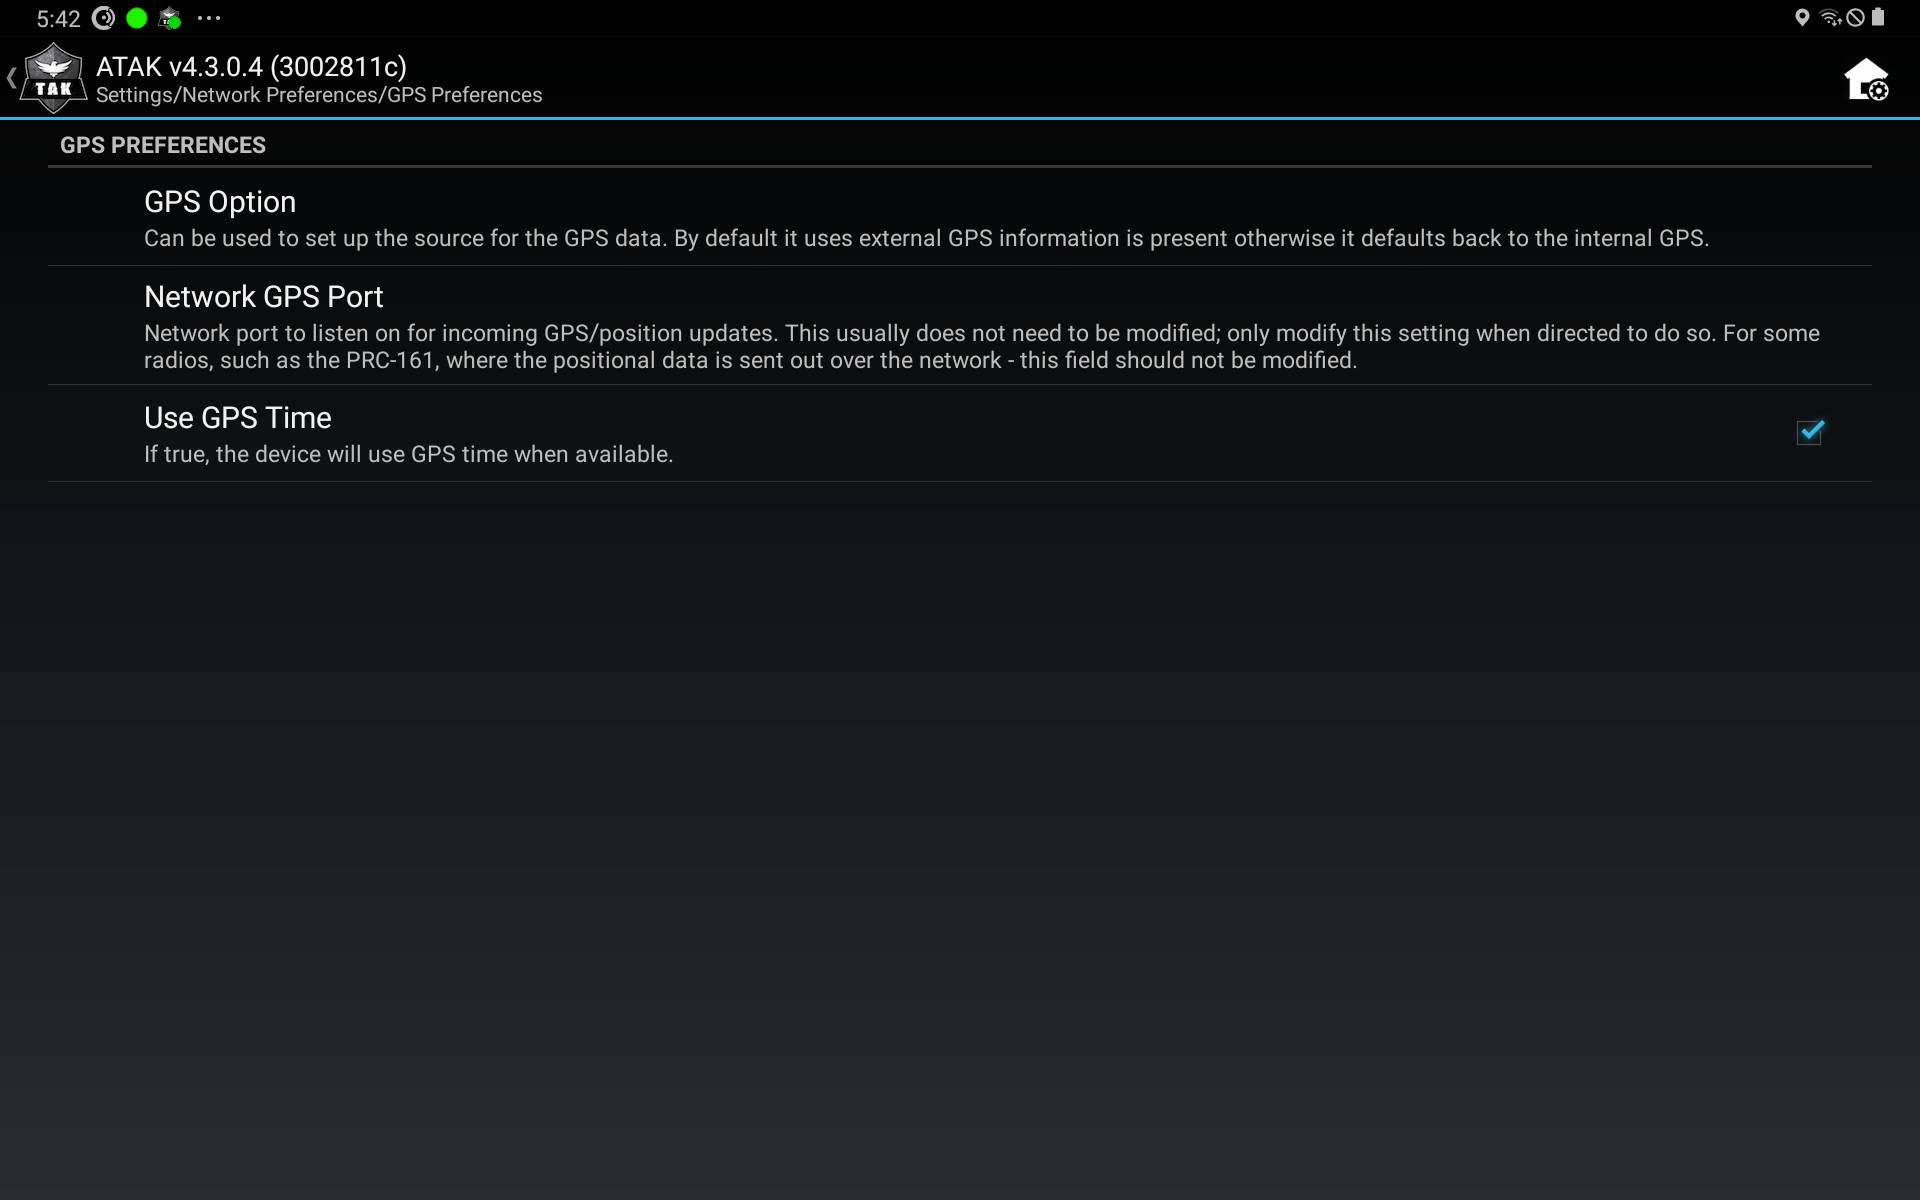 5:42
TAK
ATAK v4.3.0.4 (3002811c)
Settings/Network Preferences/GPS Preferences
GPS PREFERENCES
GPS Option
Can be used to set up the source for the GPS data. By default it uses external GPS information is present otherwise it defaults back to the internal GPS.
Network GPS Port
Network port to listen on for incoming GPS/position updates. This usually does not need to be modified; only modify this setting when directed to do so. For some
radios, such as the PRC-161, where the positional data is sent out over the network - this field should not be modified.
Use GPS Time
If true, the device will use GPS time when available.